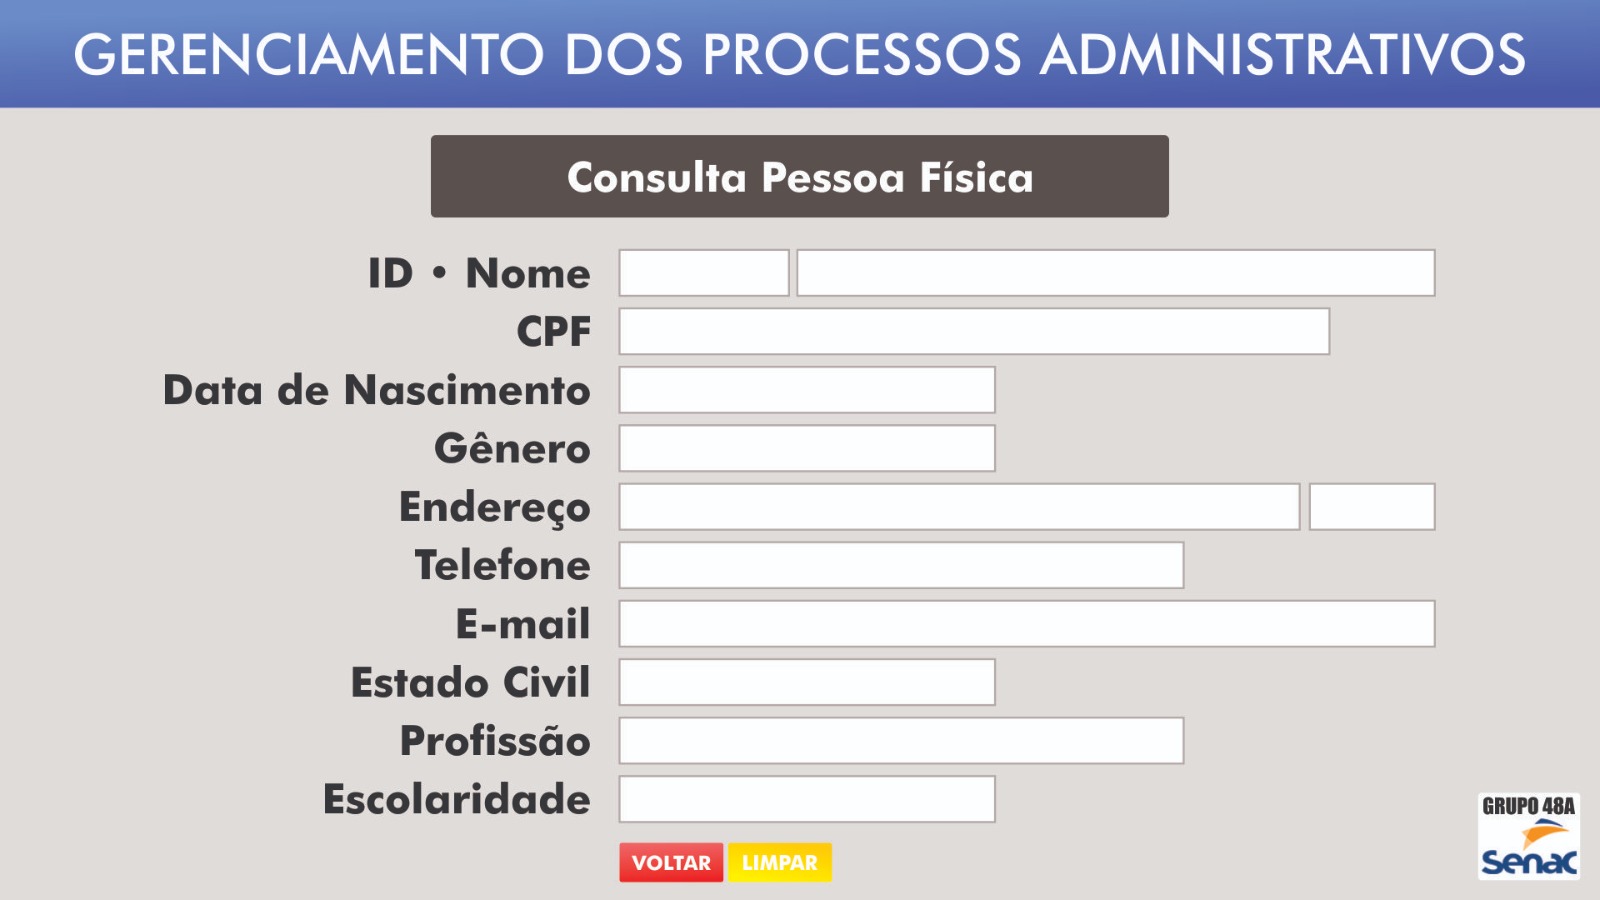 GERENCIAMENTO DOS PROCESSOS ADMINISTRATIVOS
Consulta Pessoa Física
ID • Nome
CPF
Data de Nascimento
Gênero
Endereço
Telefone
E-mail
Estado Civil
Profissão
Escolaridade
VOLTAR LIMPAR
GRUPO 48A
Senac